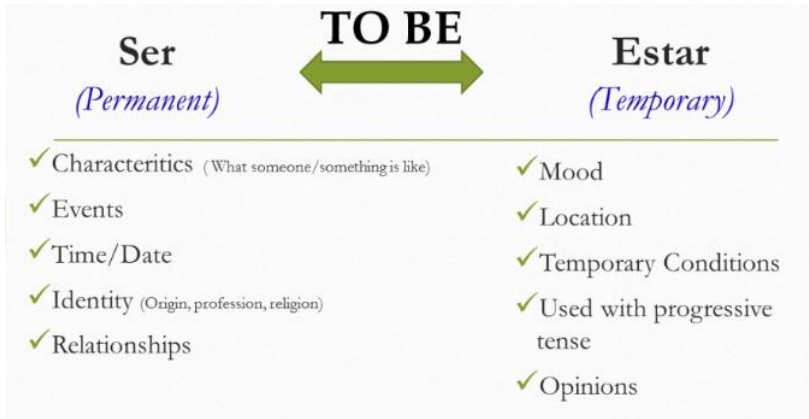 TO BE
Ser
(Permanent)
✓Characteritics (What someone/something is like)
✓Events
✓Time/Date
✓Identity (Origin, profession, religion)
✓Relationships
Estar
(Temporary)
✓Mood
✓Location
✓Temporary Conditions
✓Used with progressive
tense
✓Opinions